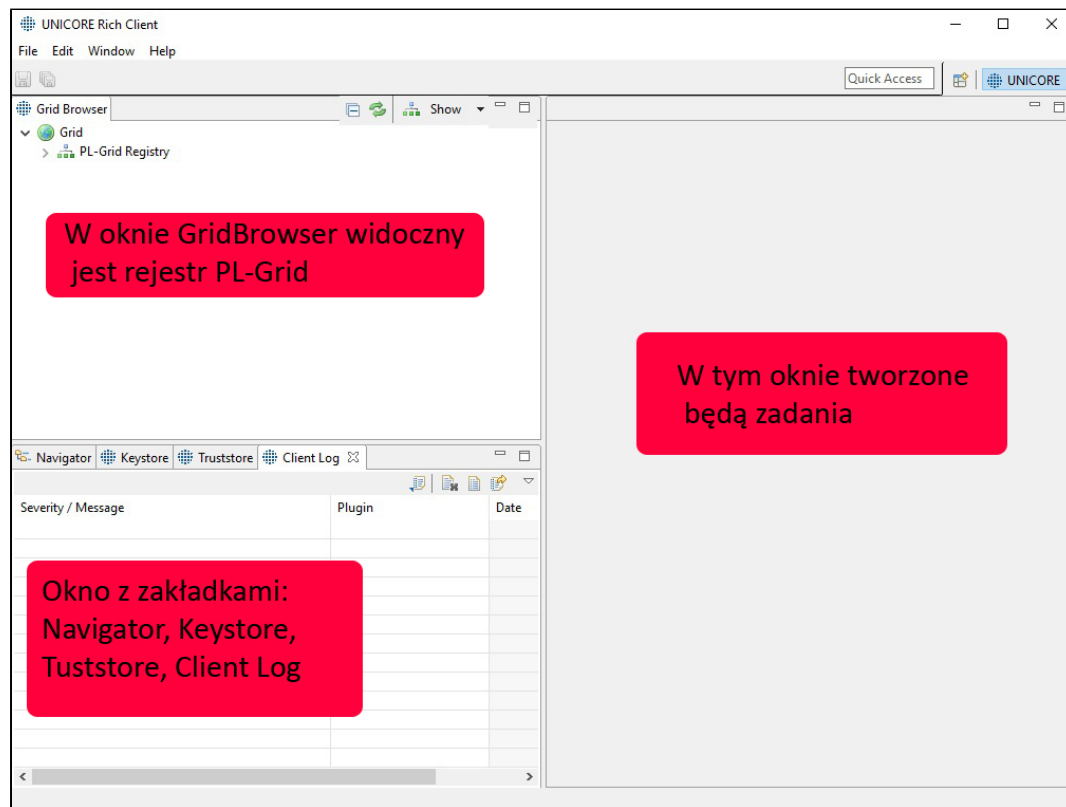 UNICORE Rich Client
File Edit Window Help
Quick Access
UNICORE
Grid Browser
Show
Grid
PL-Grid Registry
W oknie GridBrowser widoczny
jest rejestr PL-Grid
W tym oknie tworzone
będą zadania
Navigator Keystore Truststore Client Log
Severity / Message Plugin Date
Okno z zakładkami:
Navigator, Keystore,
Tuststore, Client Log